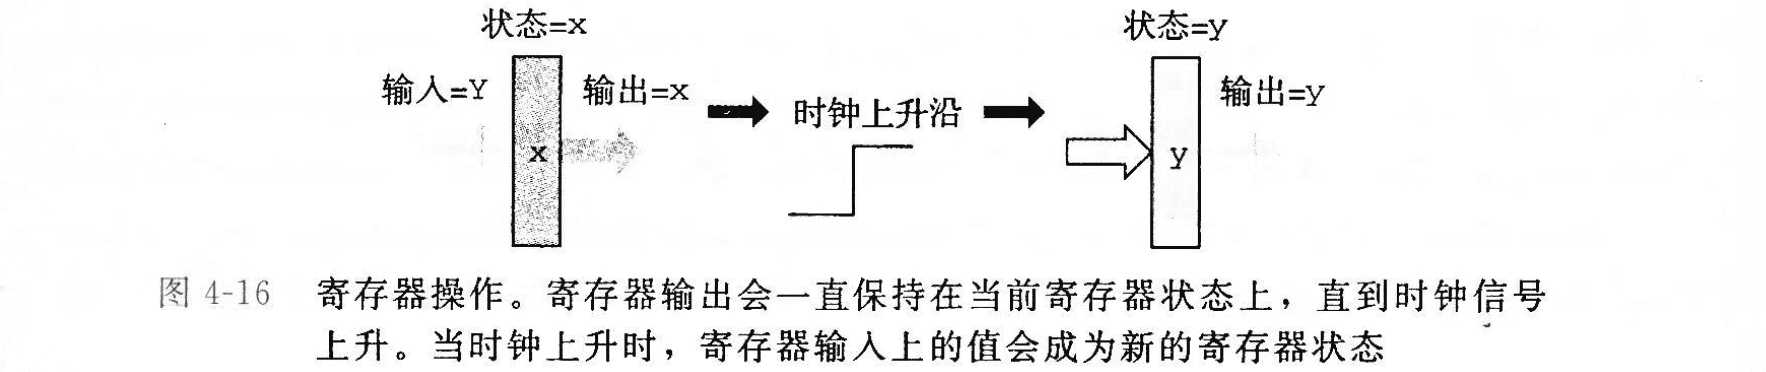 状态=x
状态=y
输入=Y
输出=x
时钟上升沿
输出=y
x
y
图 4-16 寄存器操作。寄存器输出会一直保持在当前寄存器状态上，直到时钟信号
上升。当时钟上升时，寄存器输入上的值会成为新的寄存器状态